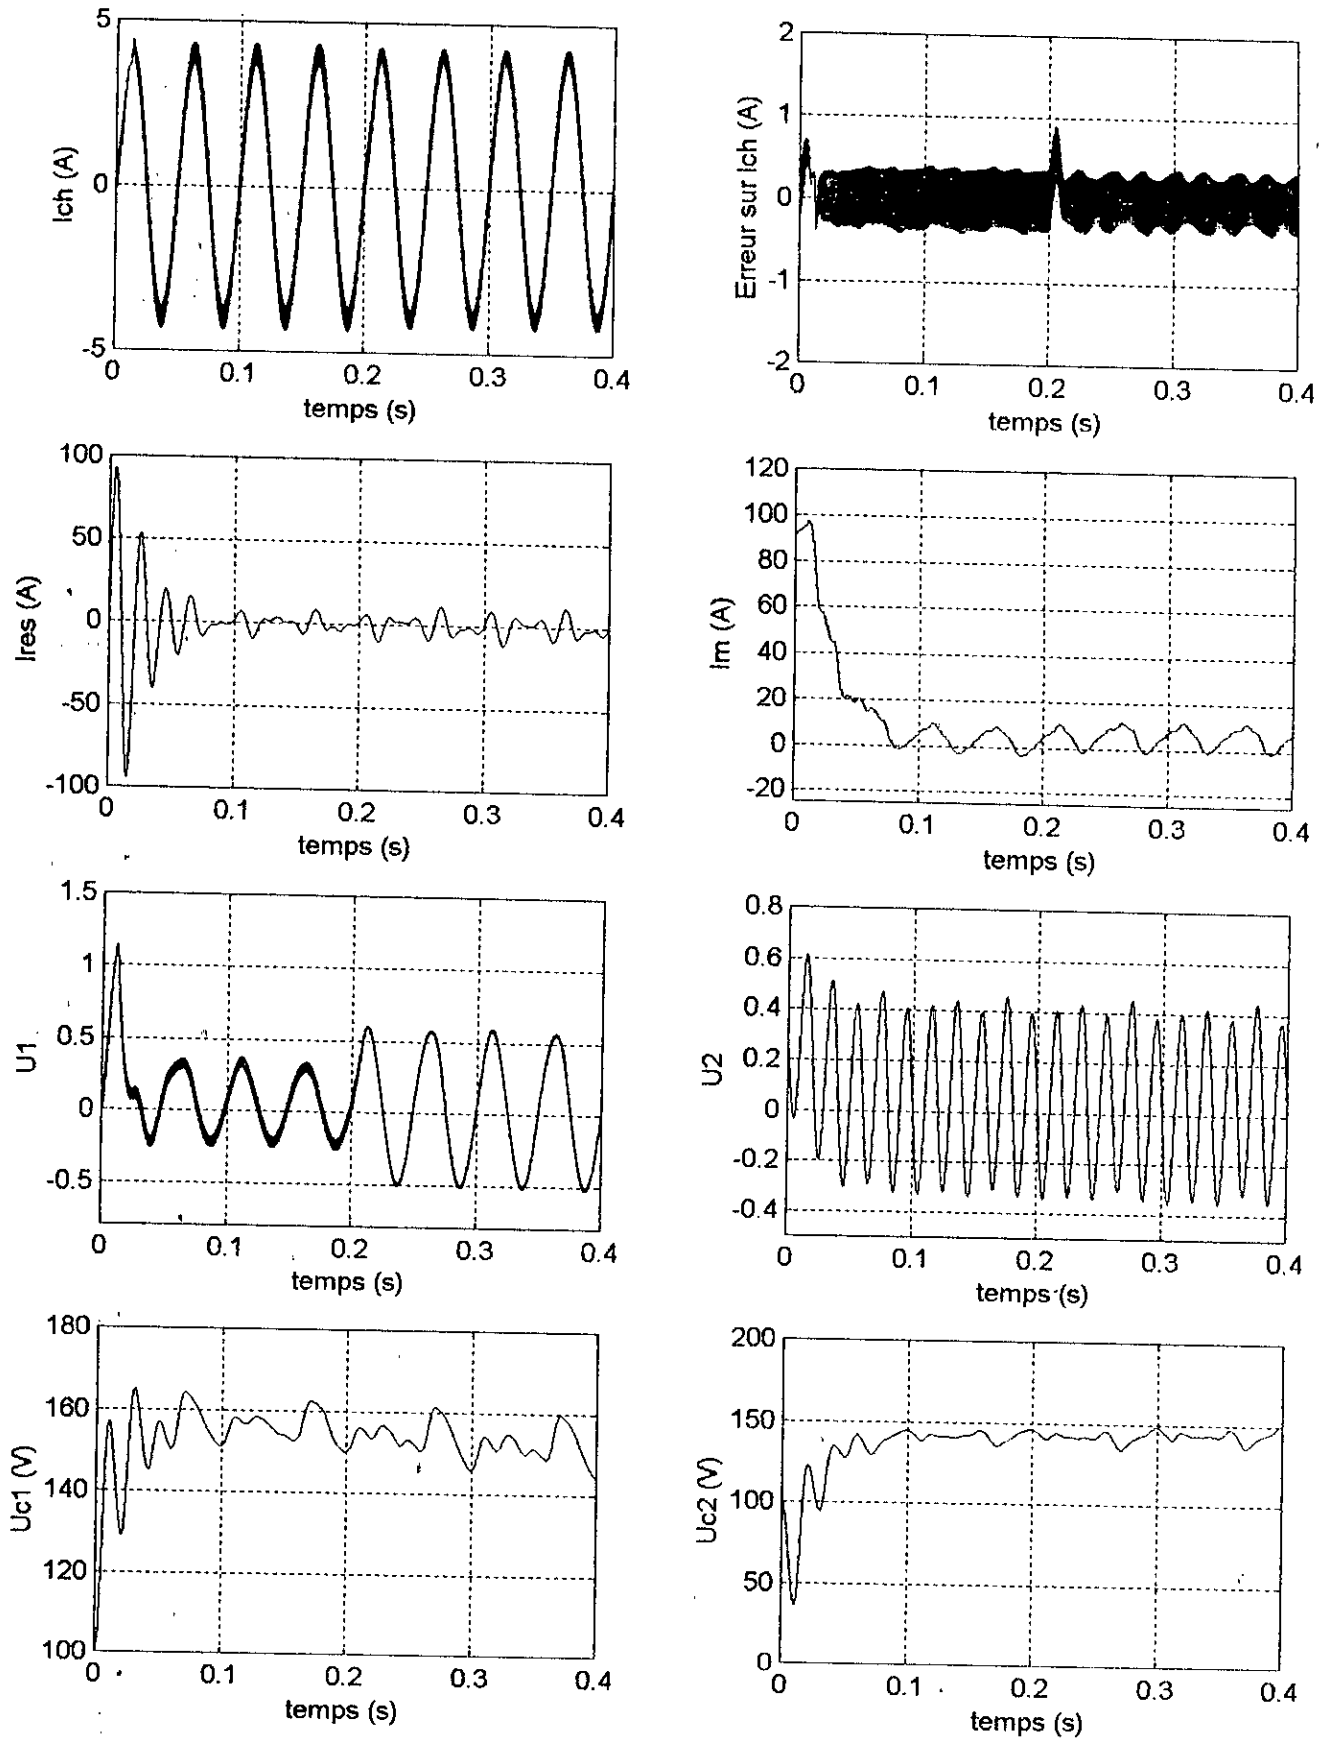 5
0
-5
Ich (A)
0 0.1 0.2 0.3 0.4
temps (s)
2
1
0
-1
-2
Erreur sur Ich (A)
0 0.1 0.2 0.3 0.4
temps (s)
100
50
0
-50
-100
Ires (A)
0 0.1 0.2 0.3 0.4
temps (s)
120
100
80
60
40
20
0
-20
Im (A)
0 0.1 0.2 0.3 0.4
temps (s)
1.5
1
0.5
0
-0.5
U1
0 0.1 0.2 0.3 0.4
temps (s)
0.8
0.6
0.4
0.2
0
-0.2
-0.4
U2
0 0.1 0.2 0.3 0.4
temps (s)
180
160
140
120
100
Uc1 (V)
0 0.1 0.2 0.3 0.4
temps (s)
200
150
100
50
0
Uc2 (V)
0 0.1 0.2 0.3 0.4
temps (s)